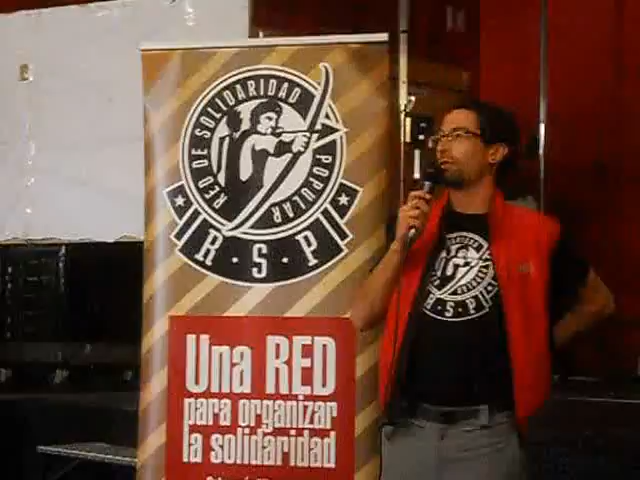 RED DE SOLIDARIDAD
POPULAR
R·S·P
Una RED
para organizar
la solidaridad
R·S·P